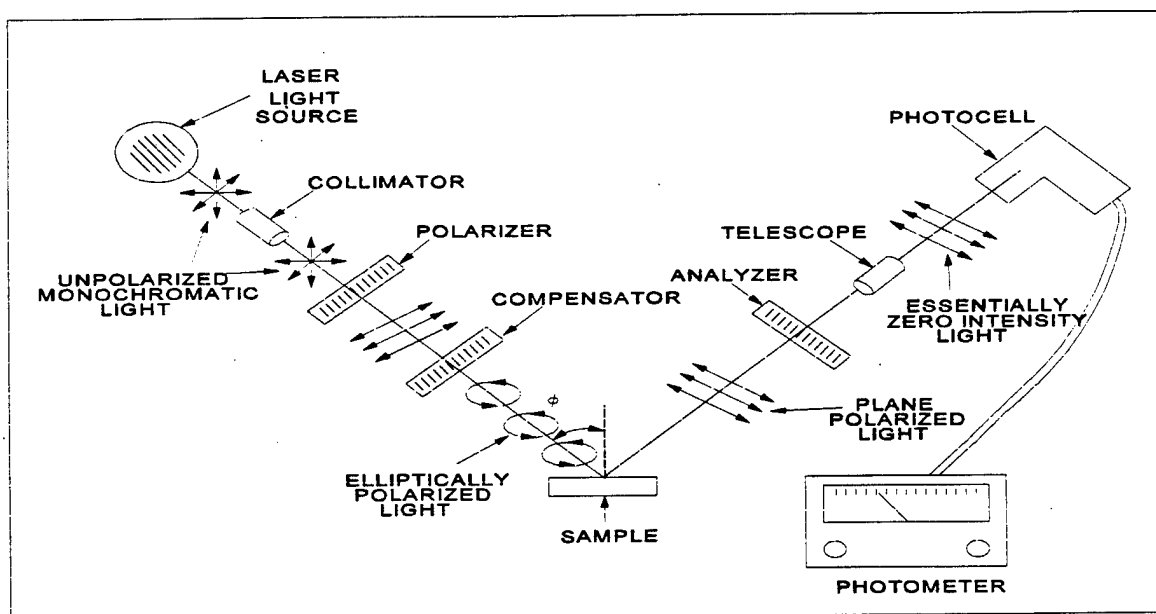 LASER
LIGHT
SOURCE
COLLIMATOR
UNPOLARIZED
MONOCHROMATIC
LIGHT
POLARIZER
COMPENSATOR
ϕ
ELLIPTICALLY
POLARIZED
LIGHT
SAMPLE
PLANE
POLARIZED
LIGHT
ANALYZER
TELESCOPE
ESSENTIALLY
ZERO INTENSITY
LIGHT
PHOTOCELL
PHOTOMETER